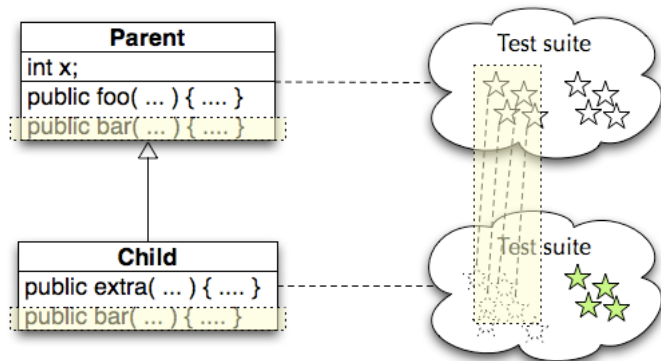 Parent
int x;
public foo( ... ) { .... }
public bar( ... ) { .... }
Test suite
Child
public extra( ... ) { .... }
public bar( ... ) { .... }
Test suite